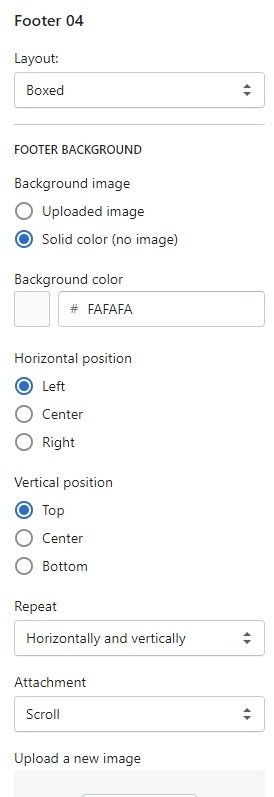 Footer 04
Layout:
Boxed
FOOTER BACKGROUND
Background image
Uploaded image
Solid color (no image)
Background color
# FAFAFA
Horizontal position
Left
Center
Right
Vertical position
Top
Center
Bottom
Repeat
Horizontally and vertically
Attachment
Scroll
Upload a new image